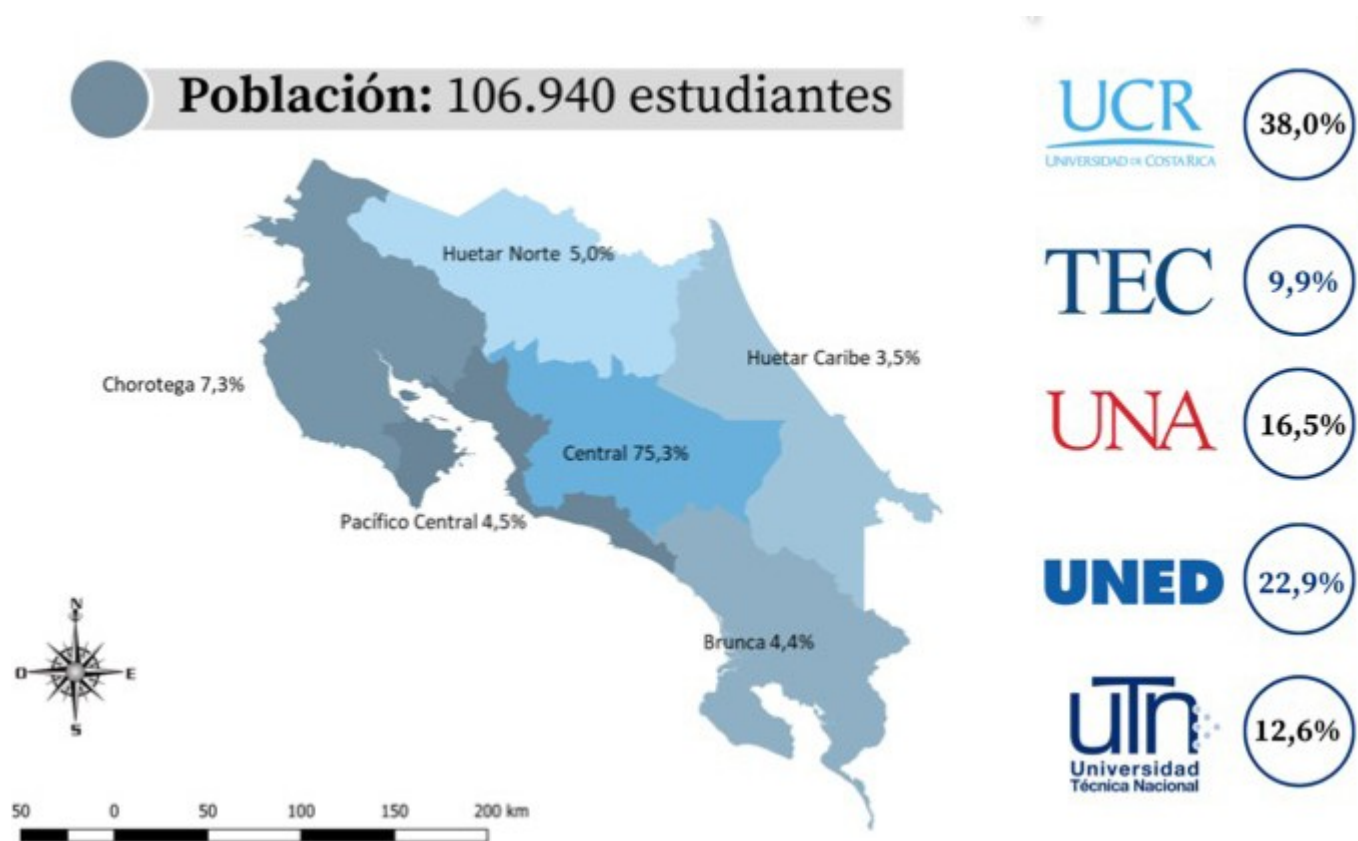 Población: 106.940 estudiantes
Huetar Norte 5,0%
Huetar Caribe 3,5%
Chorotega 7,3%
Central 75,3%
Pacífico Central 4,5%
Brunca 4,4%
N
O
E
S
50 0 50 100 150 200 km
UCR
UNIVERSIDAD DE COSTA RICA
38,0%
TEC
9,9%
UNA
16,5%
UNED
22,9%
UTN
Universidad
Técnica Nacional
12,6%